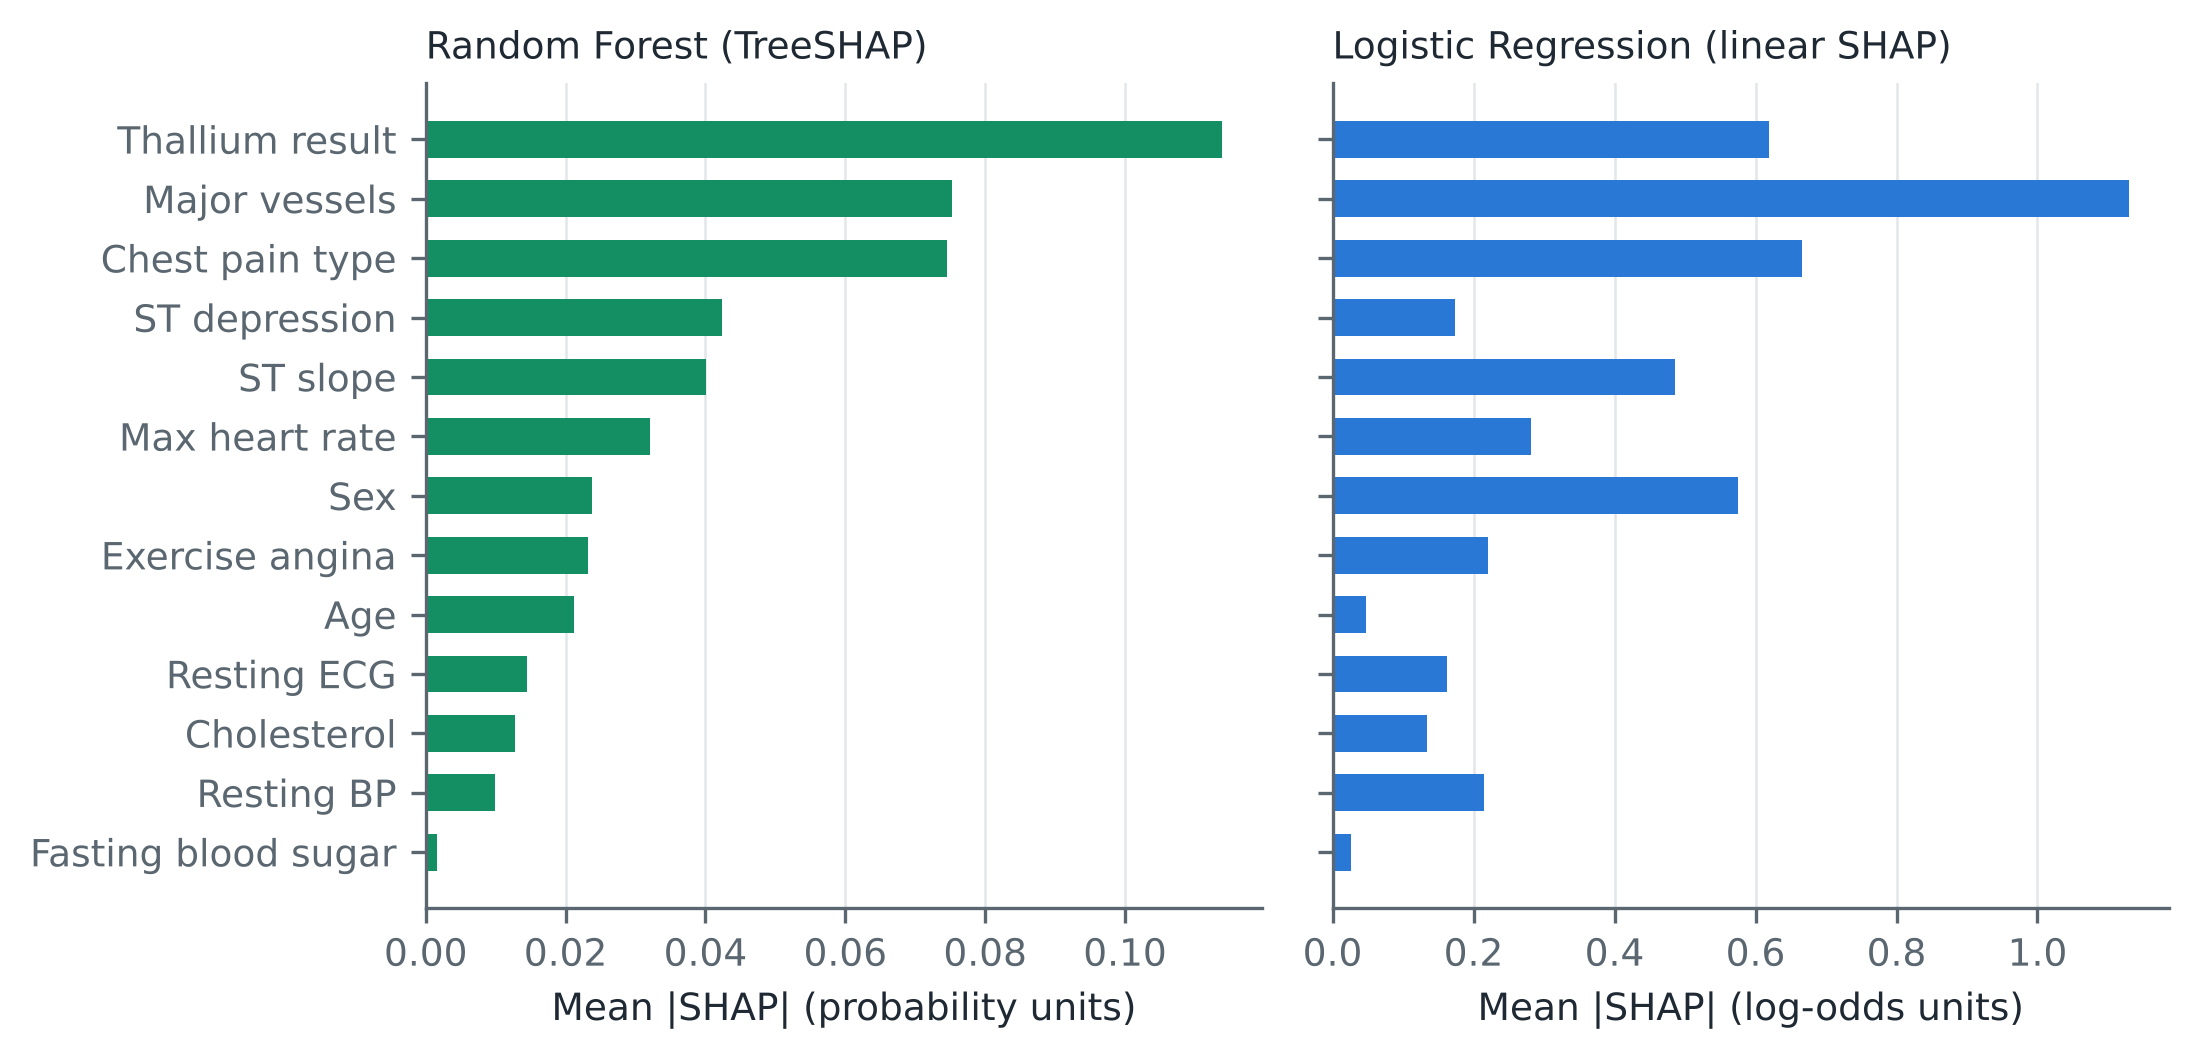 Random Forest (TreeSHAP)
Logistic Regression (linear SHAP)
Thallium result
Major vessels
Chest pain type
ST depression
ST slope
Max heart rate
Sex
Exercise angina
Age
Resting ECG
Cholesterol
Resting BP
Fasting blood sugar
0.00 0.02 0.04 0.06 0.08 0.10
0.0 0.2 0.4 0.6 0.8 1.0
Mean |SHAP| (probability units)
Mean |SHAP| (log-odds units)